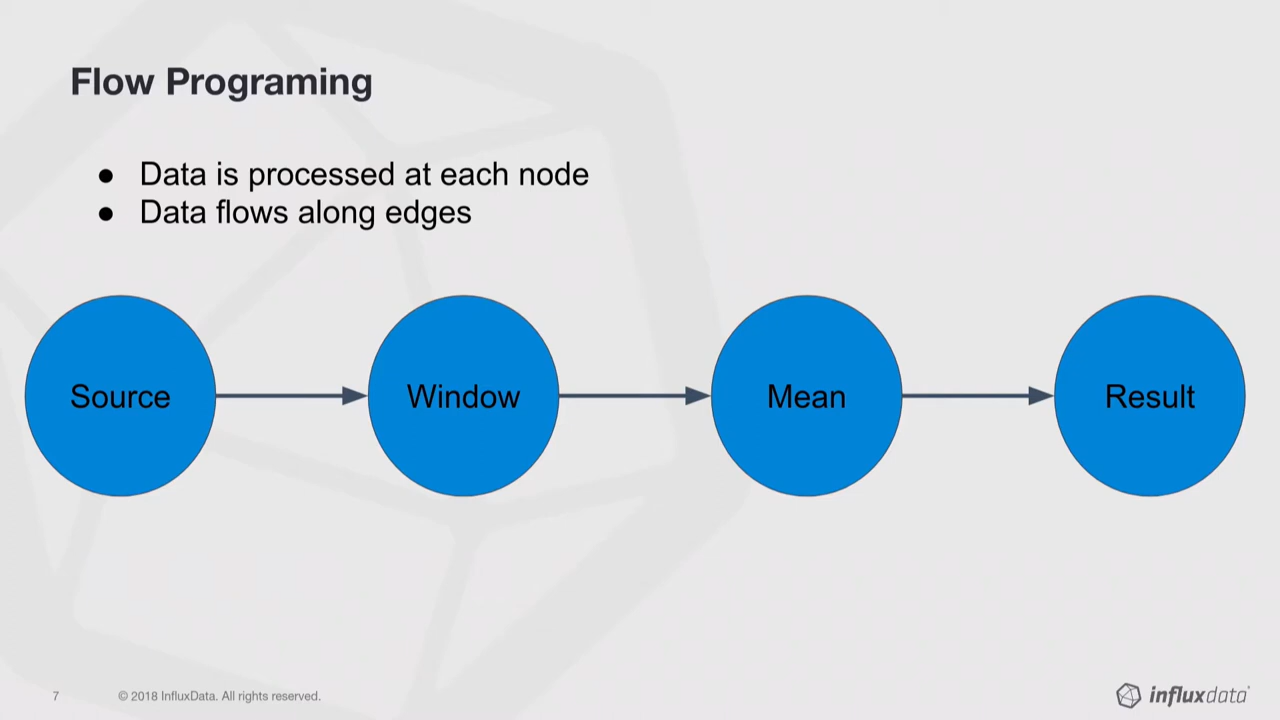 Flow Programing
● Data is processed at each node
● Data flows along edges
Source
Window
Mean
Result
7
© 2018 InfluxData. All rights reserved.
influxdata